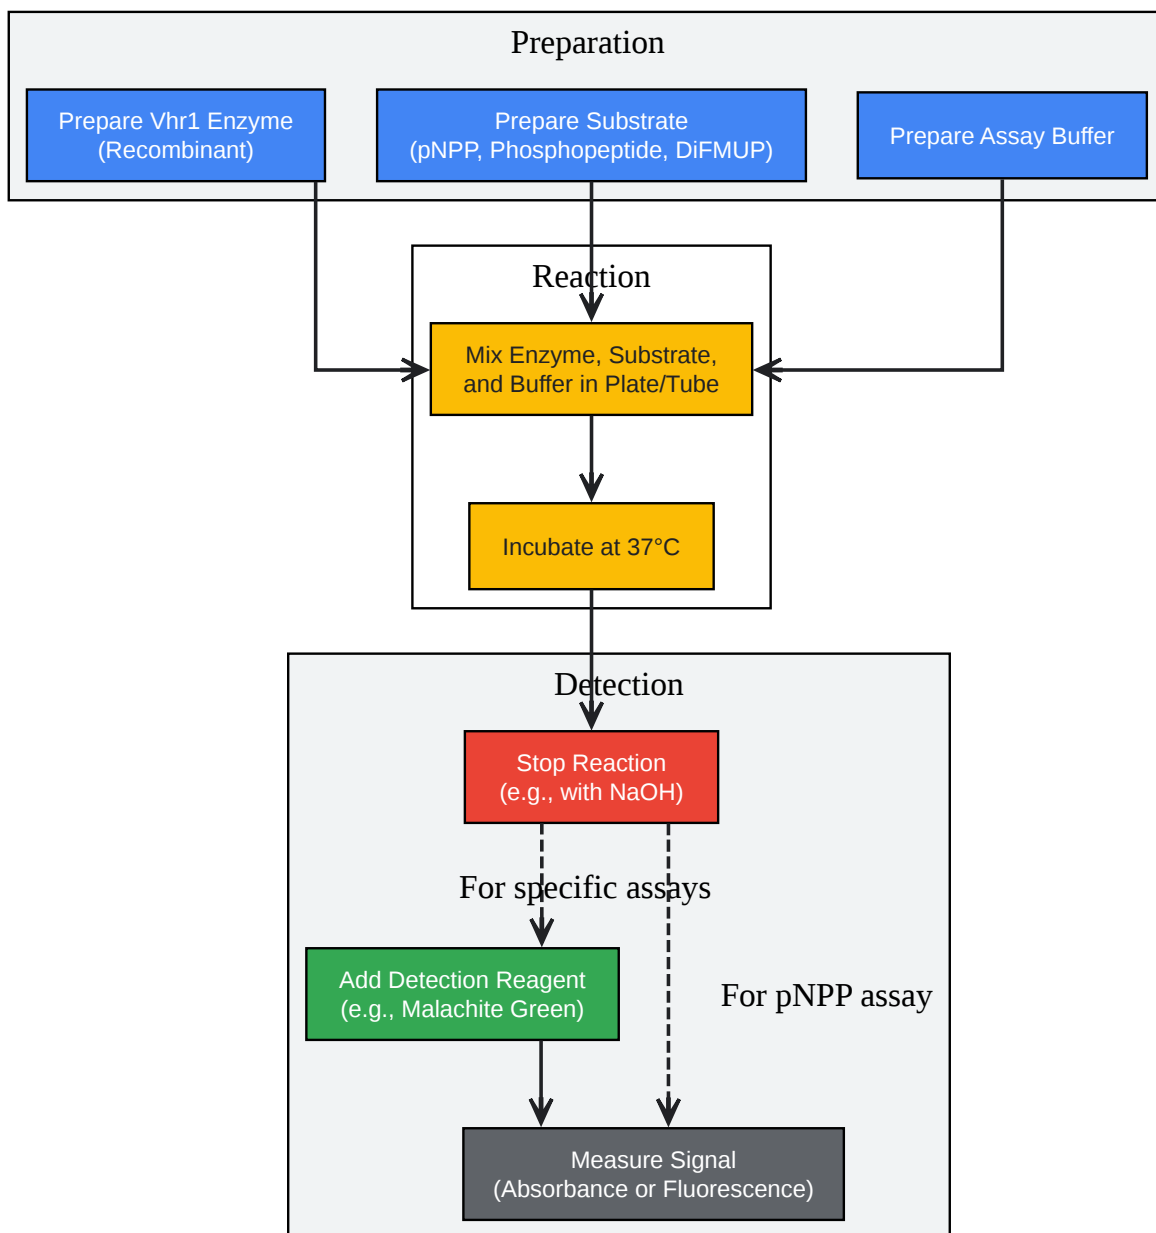 Preparation
Prepare Vhr1 Enzyme
(Recombinant)
Prepare Substrate
(pNPP, Phosphopeptide, DiFMUP)
Prepare Assay Buffer
Reaction
Mix Enzyme, Substrate,
and Buffer in Plate/Tube
Incubate at 37°C
Detection
Stop Reaction
(e.g., with NaOH)
For specific assays
Add Detection Reagent
(e.g., Malachite Green)
For pNPP assay
Measure Signal
(Absorbance or Fluorescence)